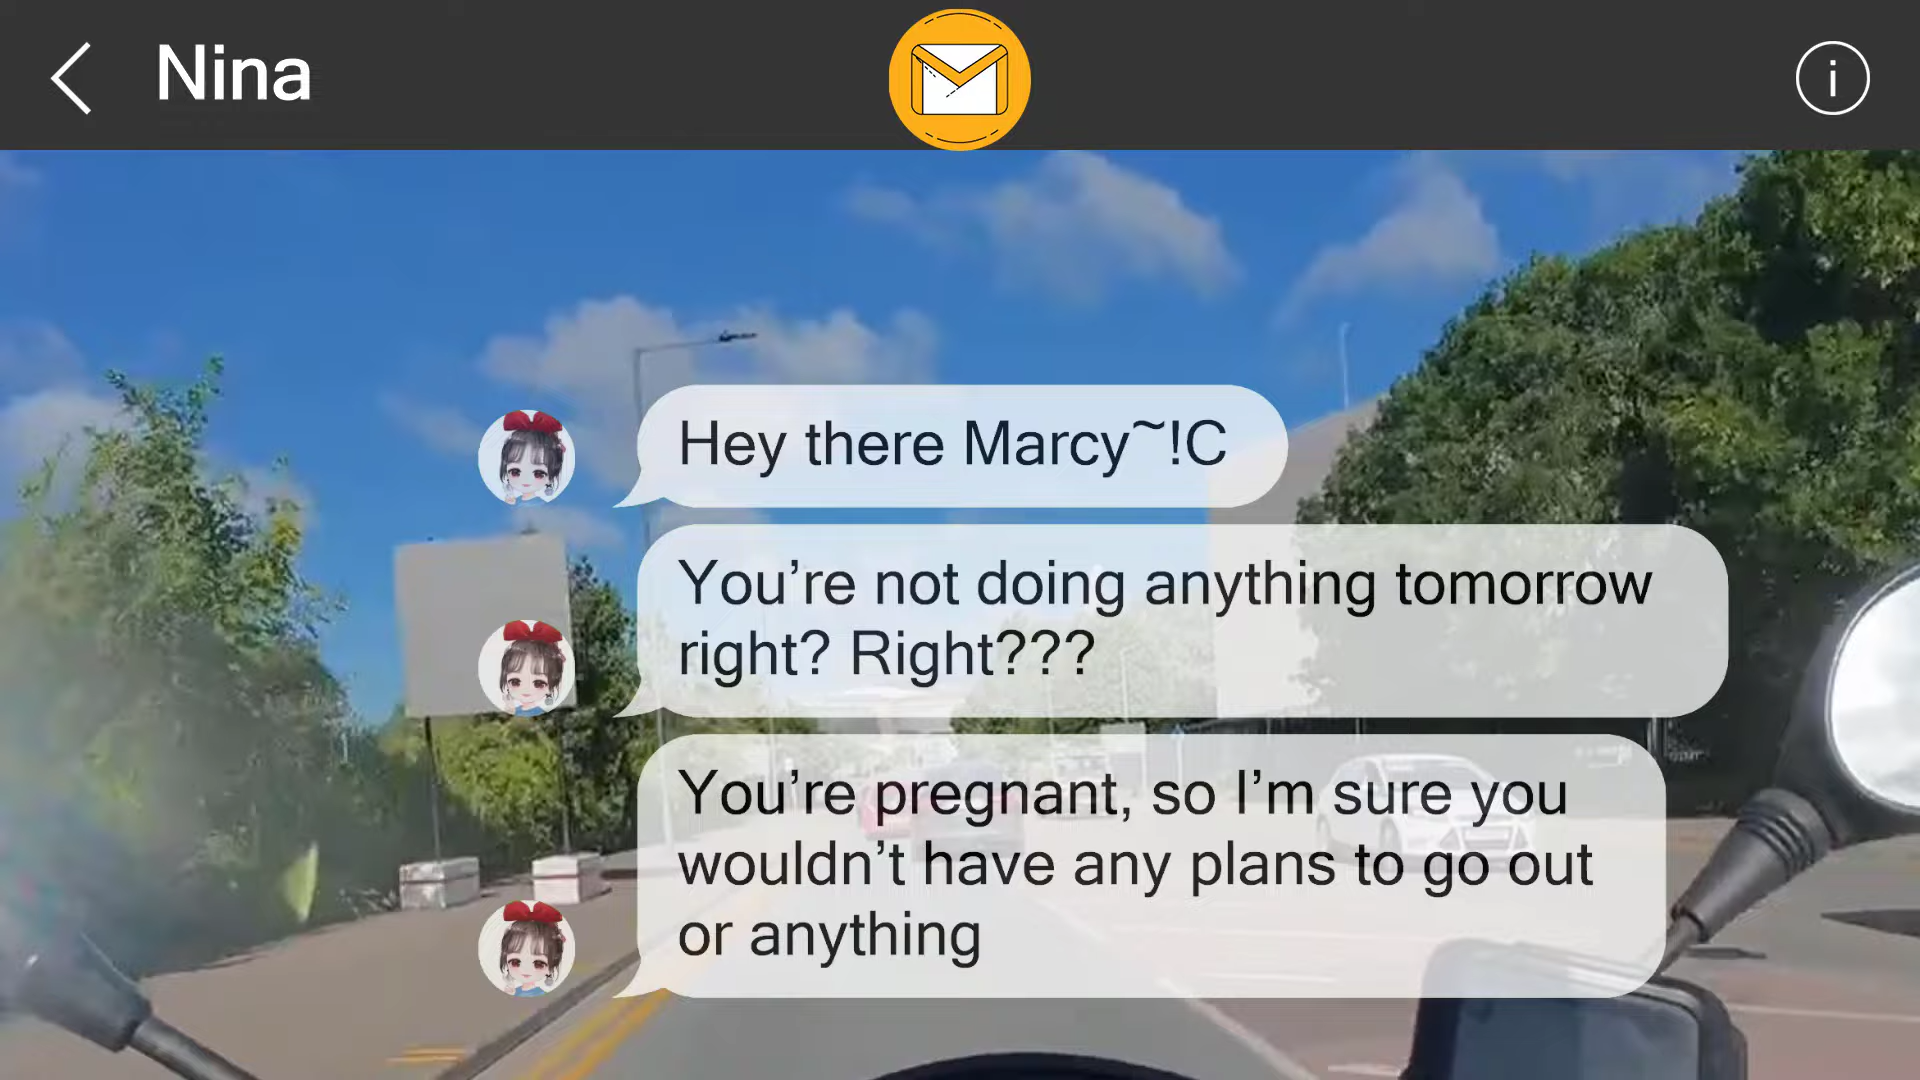 Nina
i
Hey there Marcy~!C
You’re not doing anything tomorrow
right? Right???
You’re pregnant, so I’m sure you
wouldn’t have any plans to go out
or anything